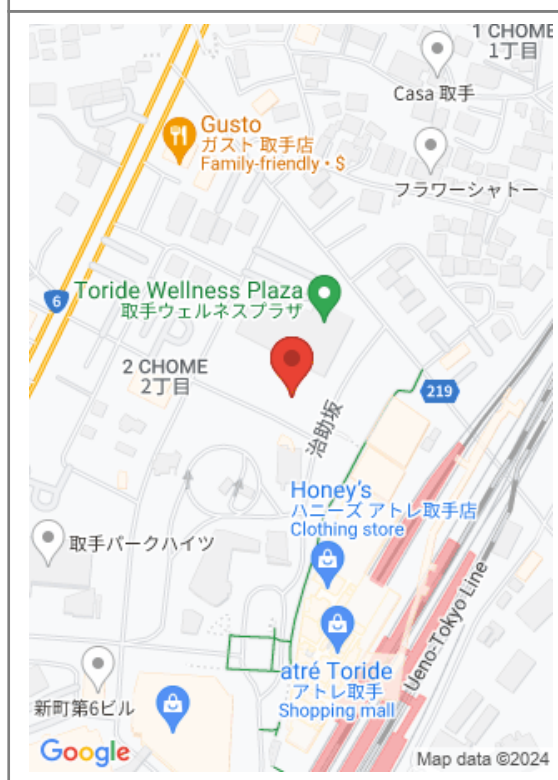 1 CHOME
1丁目
Casa 取手
Gusto
ガスト 取手店
Family-friendly • $
フラワーシャトー
Toride Wellness Plaza
取手ウェルネスプラザ
6
2 CHOME
2丁目
219
治助坂
Honey's
ハニーズ アトレ取手店
Clothing store
取手パークハイツ
Ueno-Tokyo Line
atré Toride
アトレ取手
Shopping mall
新町第6ビル
Google
Map data ©2024